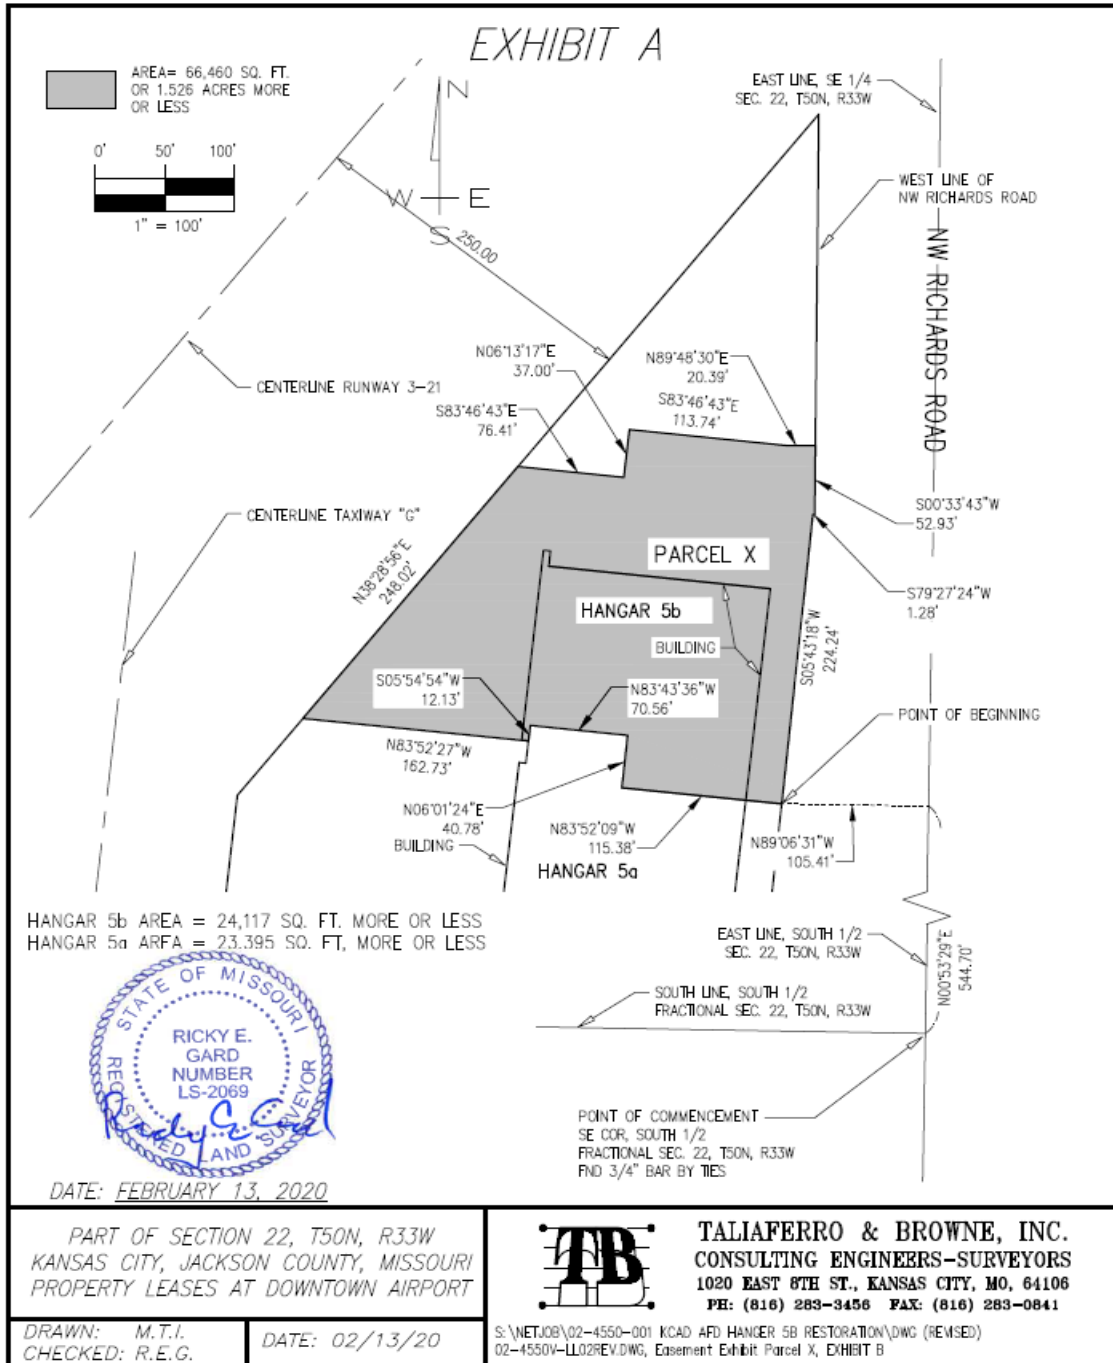 EXHIBIT A
AREA= 66,460 SQ. FT.
OR 1.526 ACRES MORE
OR LESS
0' 50' 100'
1" = 100'
N
W E
S
250.00
EAST LINE, SE 1/4
SEC. 22, T50N, R33W
WEST LINE OF
NW RICHARDS ROAD
NW RICHARDS ROAD
N06°13'17"E
37.00'
N89°48'30"E
20.39'
S83°46'43"E
113.74'
CENTERLINE RUNWAY 3-21
S83°46'43"E
76.41'
S00°33'43"W
52.93'
CENTERLINE TAXIWAY "G"
N38°28'56"E
248.02'
PARCEL X
HANGAR 5b
BUILDING
S79°27'24"W
1.28'
S05°43'18"W
224.24'
S05°54'54"W
12.13'
N83°43'36"W
70.56'
POINT OF BEGINNING
N83°52'27"W
162.73'
N06°01'24"E
40.78'
BUILDING
N83°52'09"W
115.38'
HANGAR 5a
N89°06'31"W
105.41'
HANGAR 5b AREA = 24,117 SQ. FT. MORE OR LESS
HANGAR 5a AREA = 23,395 SQ. FT, MORE OR LESS
EAST LINE, SOUTH 1/2
SEC. 22, T50N, R33W
N00°53'29"E
544.70'
SOUTH LINE, SOUTH 1/2
FRACTIONAL SEC. 22, T50N, R33W
STATE OF MISSOURI
RICKY E.
GARD
NUMBER
LS-2069
REGISTERED LAND SURVEYOR
POINT OF COMMENCEMENT
SE COR, SOUTH 1/2
FRACTIONAL SEC. 22, T50N, R33W
FND 3/4" BAR BY TIES
DATE: FEBRUARY 13, 2020
PART OF SECTION 22, T50N, R33W
KANSAS CITY, JACKSON COUNTY, MISSOURI
PROPERTY LEASES AT DOWNTOWN AIRPORT
DRAWN: M.T.I.
CHECKED: R.E.G.
DATE: 02/13/20
TB
TALIAFERRO & BROWNE, INC.
CONSULTING ENGINEERS-SURVEYORS
1020 EAST 8TH ST., KANSAS CITY, MO, 64106
PH: (816) 283-3456 FAX: (816) 283-0841
S:\NETJOB\02-4550-001 KCAD AFD HANGER 5B RESTORATION\DWG (REVISED)
02-4550V-LL02REV.DWG, Easement Exhibit Parcel X, EXHIBIT B